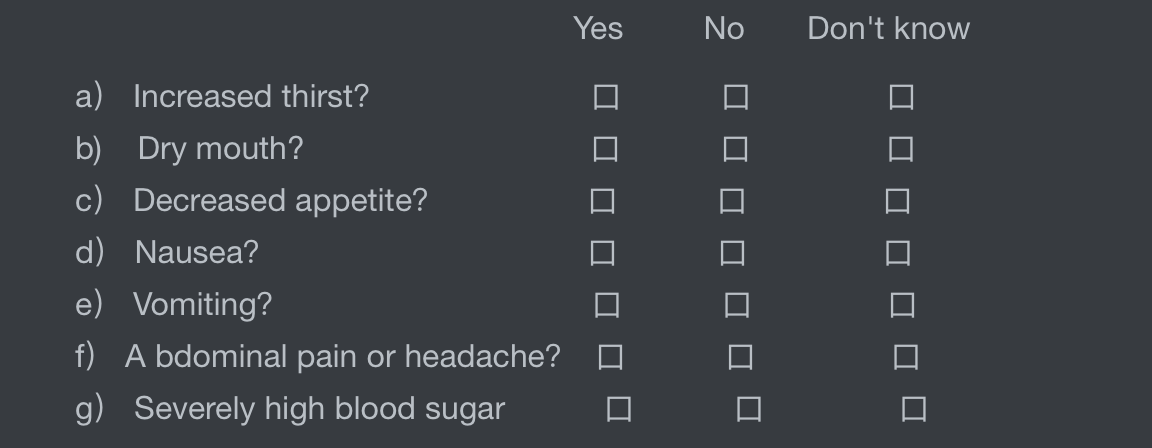 Yes No Don't know
a) Increased thirst? ☐ ☐ ☐
b) Dry mouth? ☐ ☐ ☐
c) Decreased appetite? ☐ ☐ ☐
d) Nausea? ☐ ☐ ☐
e) Vomiting? ☐ ☐ ☐
f) A bdominal pain or headache? ☐ ☐ ☐
g) Severely high blood sugar ☐ ☐ ☐